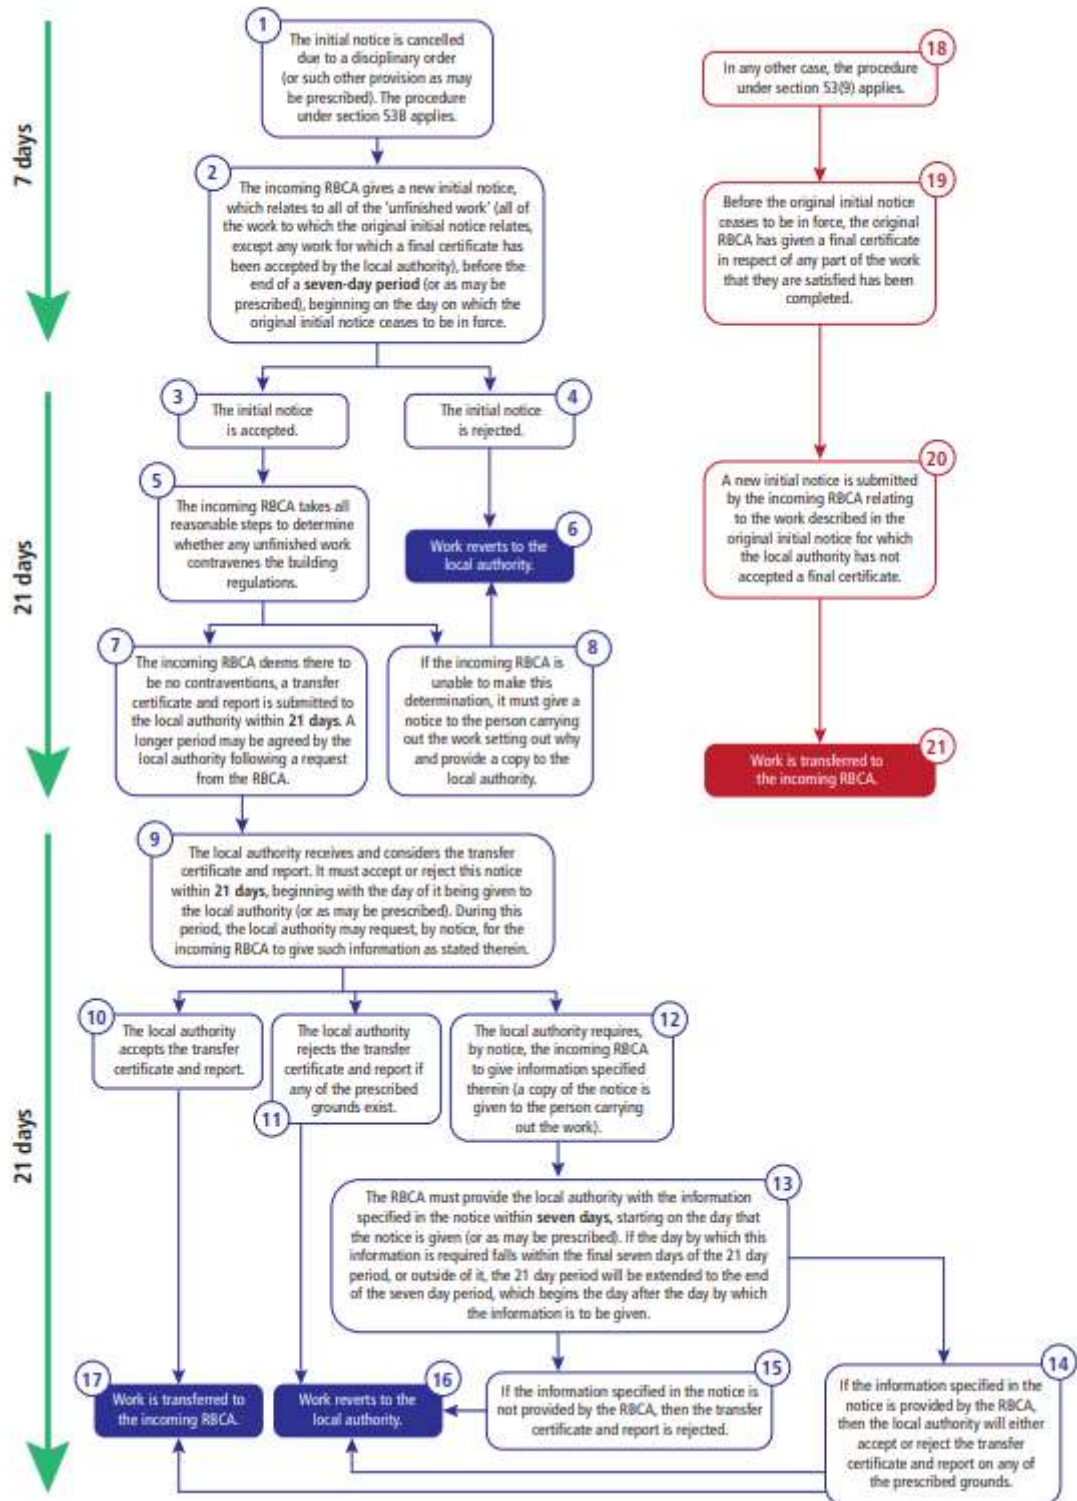 7 days
1
The initial notice is cancelled
due to a disciplinary order
(or such other provision as may
be prescribed). The procedure
under section 53B applies.
2
The incoming RBCA gives a new initial notice,
which relates to all of the 'unfinished work' (all of
the work to which the original initial notice relates,
except any work for which a final certificate has
been accepted by the local authority), before the
end of a seven-day period (or as may be
prescribed), beginning on the day on which the
original initial notice ceases to be in force.
21 days
3
The initial notice
is accepted.
4
The initial notice
is rejected.
5
The incoming RBCA takes all
reasonable steps to determine
whether any unfinished work
contravenes the building
regulations.
6
Work reverts to the
local authority.
7
The incoming RBCA deems there to
be no contraventions, a transfer
certificate and report is submitted to
the local authority within 21 days. A
longer period may be agreed by the
local authority following a request
from the RBCA.
8
If the incoming RBCA is
unable to make this
determination, it must give a
notice to the person carrying
out the work setting out why
and provide a copy to the
local authority.
21 days
9
The local authority receives and considers the transfer
certificate and report. It must accept or reject this notice
within 21 days, beginning with the day of it being given to
the local authority (or as may be prescribed). During this
period, the local authority may request, by notice, for the
incoming RBCA to give such information as stated therein.
10
The local authority
accepts the transfer
certificate and report.
11
The local authority
rejects the transfer
certificate and report if
any of the prescribed
grounds exist.
12
The local authority requires,
by notice, the incoming RBCA
to give information specified
therein (a copy of the notice is
given to the person carrying
out the work).
13
The RBCA must provide the local authority with the information
specified in the notice within seven days, starting on the day that
the notice is given (or as may be prescribed). If the day by which this
information is required falls within the final seven days of the 21 day
period, or outside of it, the 21 day period will be extended to the end
of the seven day period, which begins the day after the day by which
the information is to be given.
14
If the information specified in the
notice is provided by the RBCA,
then the local authority will either
accept or reject the transfer
certificate and report on any of
the prescribed grounds.
15
If the information specified in the notice is
not provided by the RBCA, then the transfer
certificate and report is rejected.
16
Work reverts to the
local authority.
17
Work is transferred to
the incoming RBCA.
18
In any other case, the procedure
under section 53(9) applies.
19
Before the original initial notice
ceases to be in force, the original
RBCA has given a final certificate
in respect of any part of the work
that they are satisfied has been
completed.
20
A new initial notice is submitted
by the incoming RBCA relating
to the work described in the
original initial notice for which
the local authority has not
accepted a final certificate.
21
Work is transferred to
the incoming RBCA.